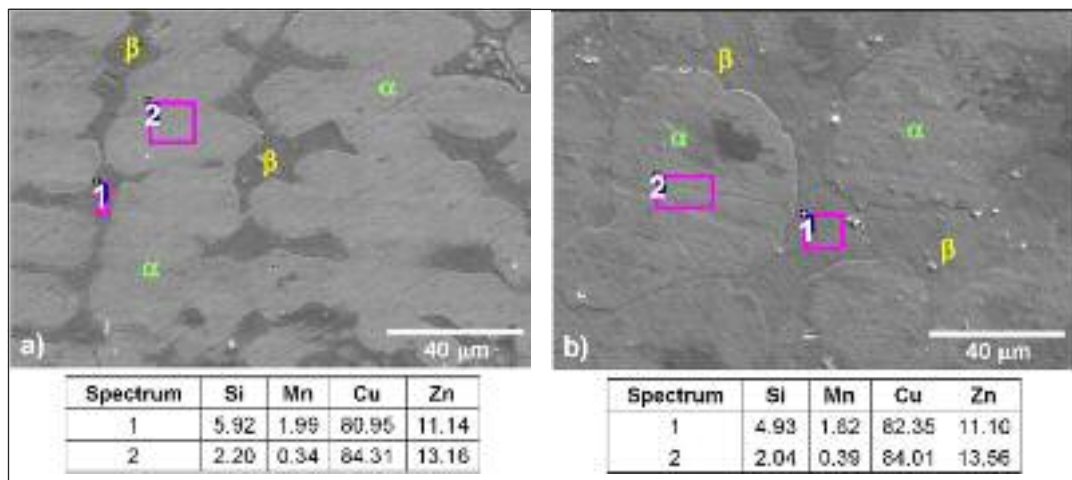 β
2
α
β
1
α
a)
40 μm
Spectrum Si Mn Cu Zn
1 5.92 1.99 80.95 11.14
2 2.20 0.34 84.31 13.16
β
α
α
2
1
β
b)
40 μm
Spectrum Si Mn Cu Zn
1 4.93 1.62 82.35 11.10
2 2.04 0.39 84.01 13.56